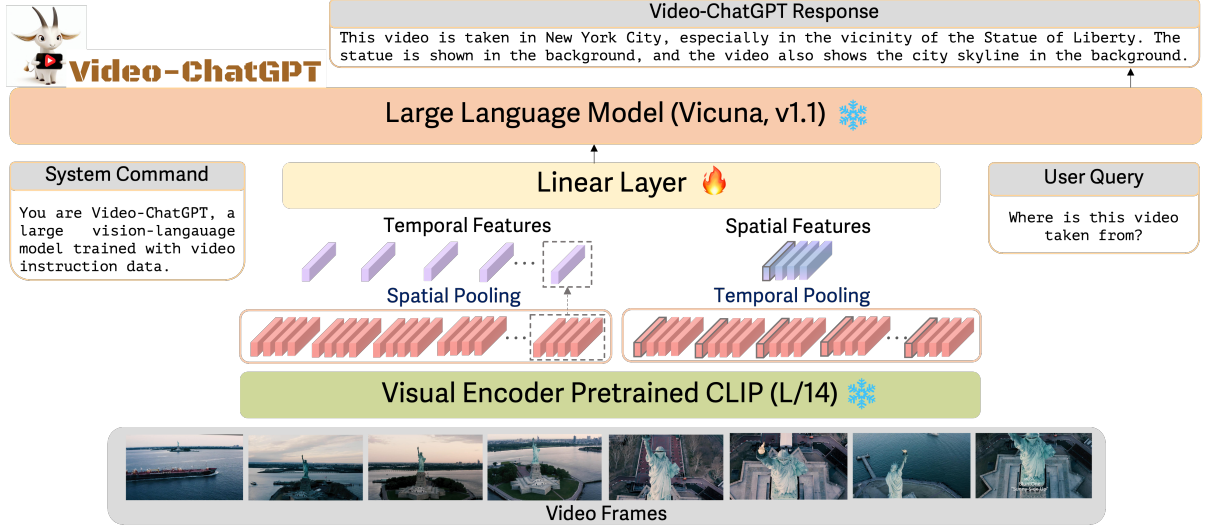 Video-ChatGPT
Video-ChatGPT Response
This video is taken in New York City, especially in the vicinity of the Statue of Liberty. The
statue is shown in the background, and the video also shows the city skyline in the background.
Large Language Model (Vicuna, v1.1)
System Command
You are Video-ChatGPT, a
large vision-langauage
model trained with video
instruction data.
Linear Layer
User Query
Where is this video
taken from?
Temporal Features
Spatial Features
Spatial Pooling
Temporal Pooling
Visual Encoder Pretrained CLIP (L/14)
Video Frames